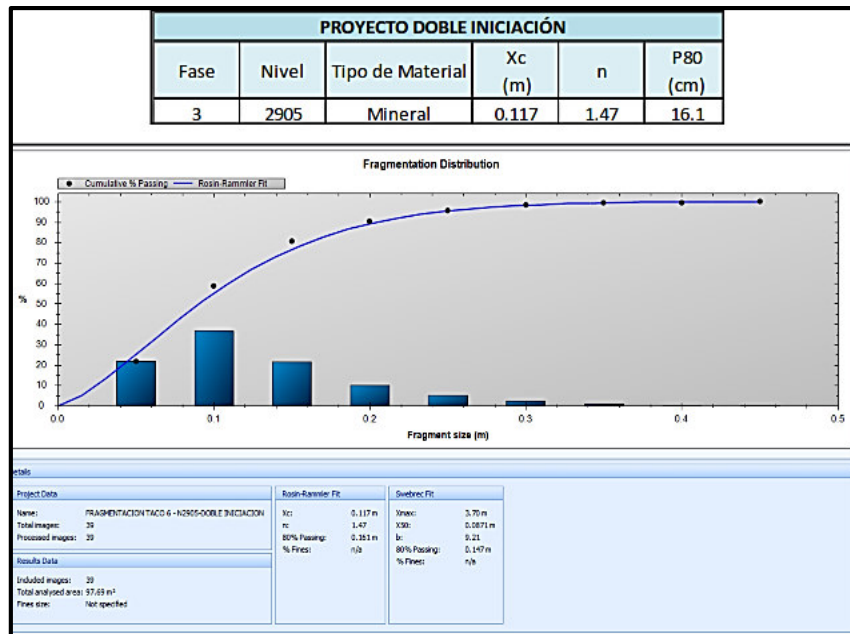 PROYECTO DOBLE INICIACIÓN
Fase Nivel Tipo de Material Xc (m) n P80 (cm)
3 2905 Mineral 0.117 1.47 16.1
Fragmentation Distribution
Cumulative % Passing Rosin-Rammler Fit
100
90
80
70
60
50
40
30
20
10
0
%
0.0 0.1 0.2 0.3 0.4 0.5
Fragment size (m)
etails
Project Data
Name: FRAGMENTACION TACO 6 - N2905-DOBLE INICIACION
Total images: 39
Processed images: 39
Results Data
Included images: 39
Total analysed area: 97.69 m²
Fines size: Not specified
Rosin-Rammler Fit
Xc: 0.117 m
n: 1.47
80% Passing: 0.161 m
% Fines: n/a
Swebrec Fit
Xmax: 3.70 m
X50: 0.0871 m
b: 9.21
80% Passing: 0.147 m
% Fines: n/a